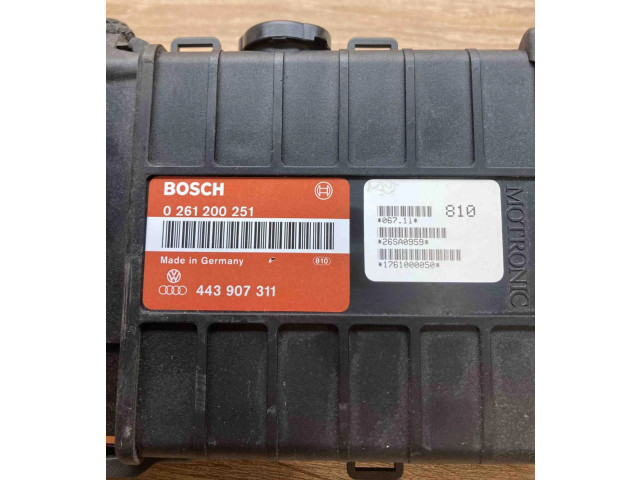 BOSCH
0 261 200 251
Made in Germany
810
443 907 311
810
*067.11*
*26SA0959*
*1761000050*
MOTRONIC